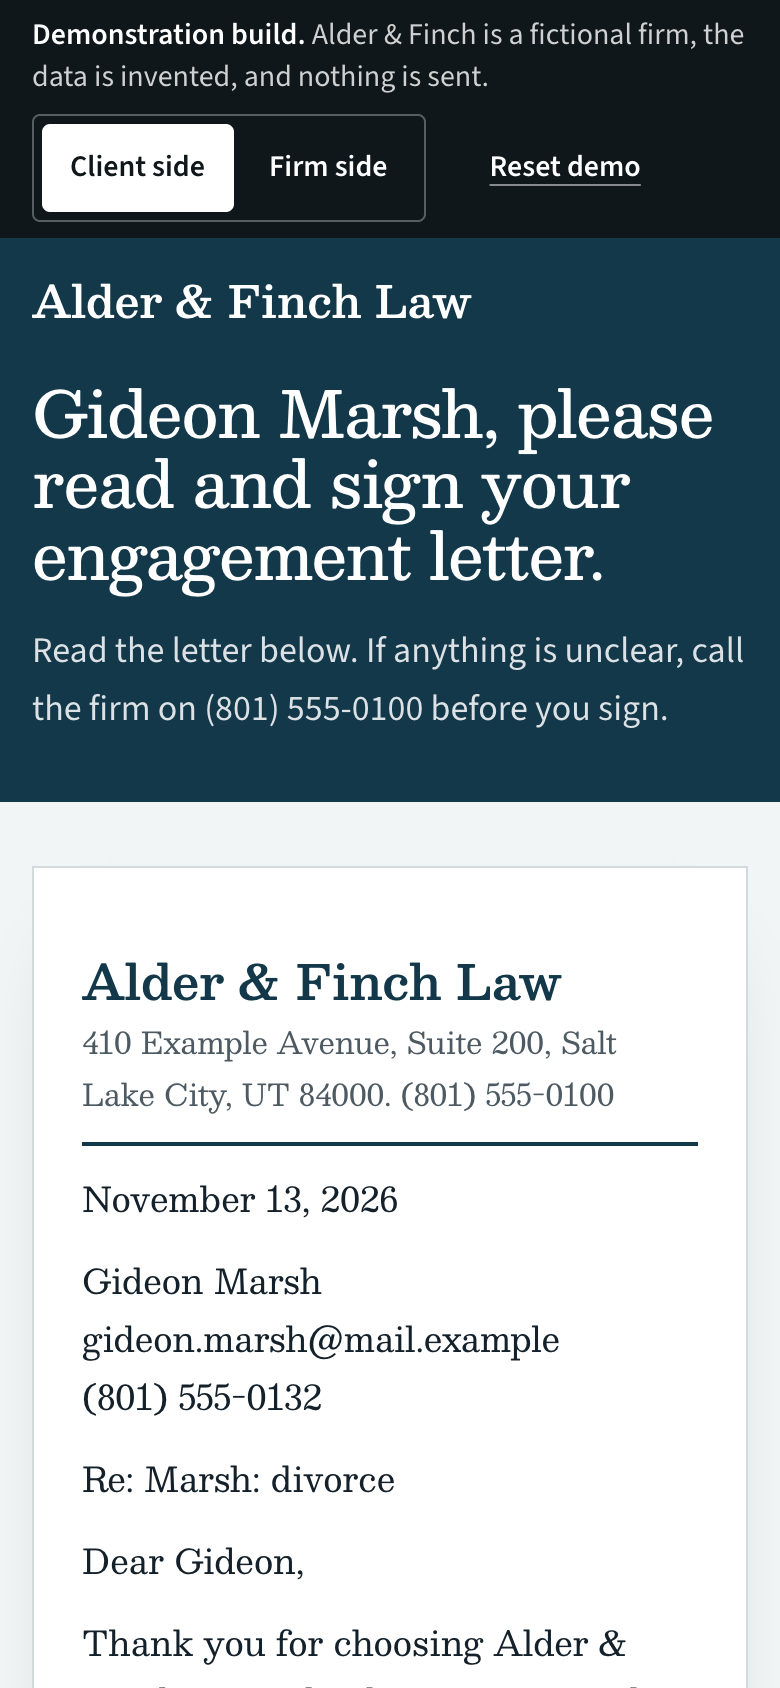 Demonstration build. Alder & Finch is a fictional firm, the
data is invented, and nothing is sent.
Client side Firm side Reset demo
Alder & Finch Law
Gideon Marsh, please
read and sign your
engagement letter.
Read the letter below. If anything is unclear, call
the firm on (801) 555-0100 before you sign.
Alder & Finch Law
410 Example Avenue, Suite 200, Salt
Lake City, UT 84000. (801) 555-0100
November 13, 2026
Gideon Marsh
gideon.marsh@mail.example
(801) 555-0132
Re: Marsh: divorce
Dear Gideon,
Thank you for choosing Alder &